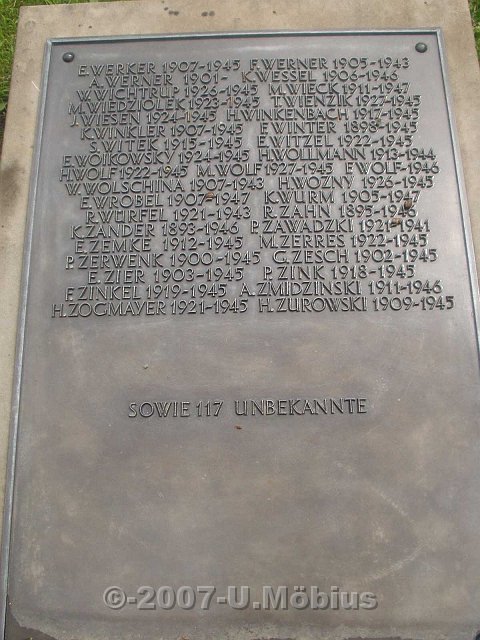 E. WERKER 1907-1945 F. WERNER 1905-1943
A. WERNER 1901- K. WESSEL 1906-1946
W. WICHTRUP 1926-1945 M. WIECK 1911-1947
M. WIEDZIOLEK 1923-1945 T. WIENZIK 1927-1945
J. WIESEN 1924-1945 H. WINKENBACH 1917-1945
K. WINKLER 1907-1945 F. WINTER 1898-1945
S. WITEK 1915-1945 E. WITZEL 1922-1945
E. WOJKOWSKY 1924-1945 H. WOLLMANN 1913-1944
H. WOLF 1922-1945 M. WOLF 1927-1945 F. WOLF -1946
W. WOLSCHINA 1907-1943 H. WOZNY 1926-1945
E. WROBEL 1907-1947 K. WURM 1905-1947
R. WÜRFEL 1921-1943 R. ZAHN 1895-1946
K. ZANDER 1893-1946 P. ZAWADZKI 1921-1941
E. ZEMKE 1912-1945 M. ZERRES 1922-1945
P. ZERWENK 1900-1945 G. ZESCH 1902-1945
E. ZIER 1903-1945 P. ZINK 1918-1945
F. ZINKEL 1919-1945 A. ZMIDZINSKI 1911-1946
H. ZOGMAYER 1921-1945 H. ZUROWSKI 1909-1945
SOWIE 117 UNBEKANNTE
©-2007-U.Möbius